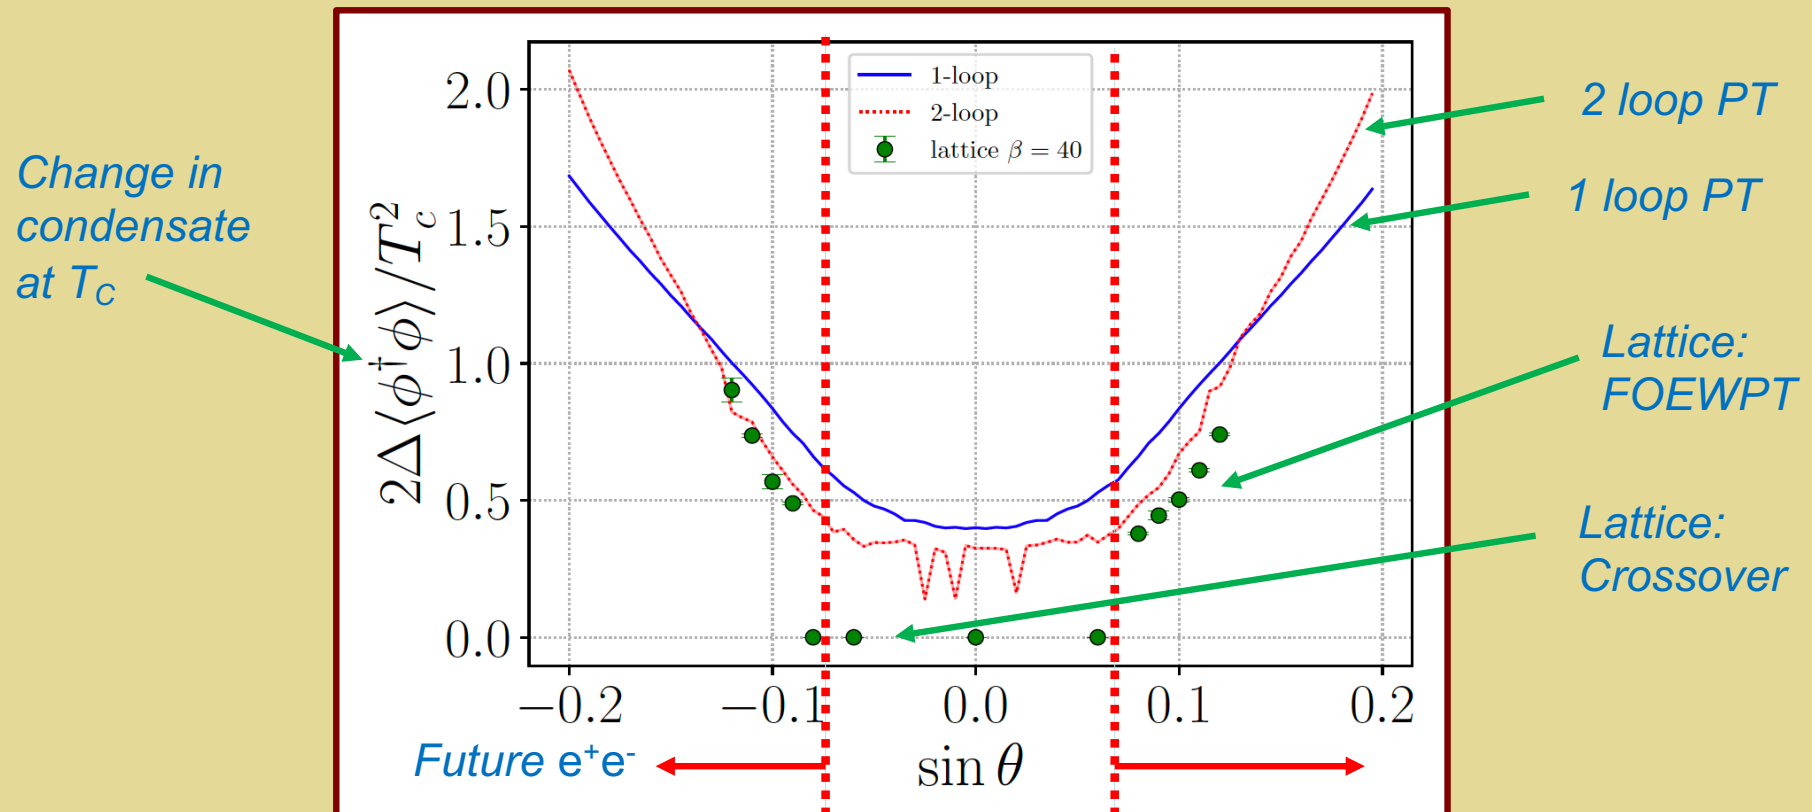 Change in
condensate
at T_C
2Δ⟨φ†φ⟩/T_c^2
2.0
1.5
1.0
0.5
0.0
1-loop
2-loop
lattice β = 40
2 loop PT
1 loop PT
Lattice:
FOEWPT
Lattice:
Crossover
−0.2
−0.1
0.0
0.1
0.2
Future e⁺e⁻
sin θ